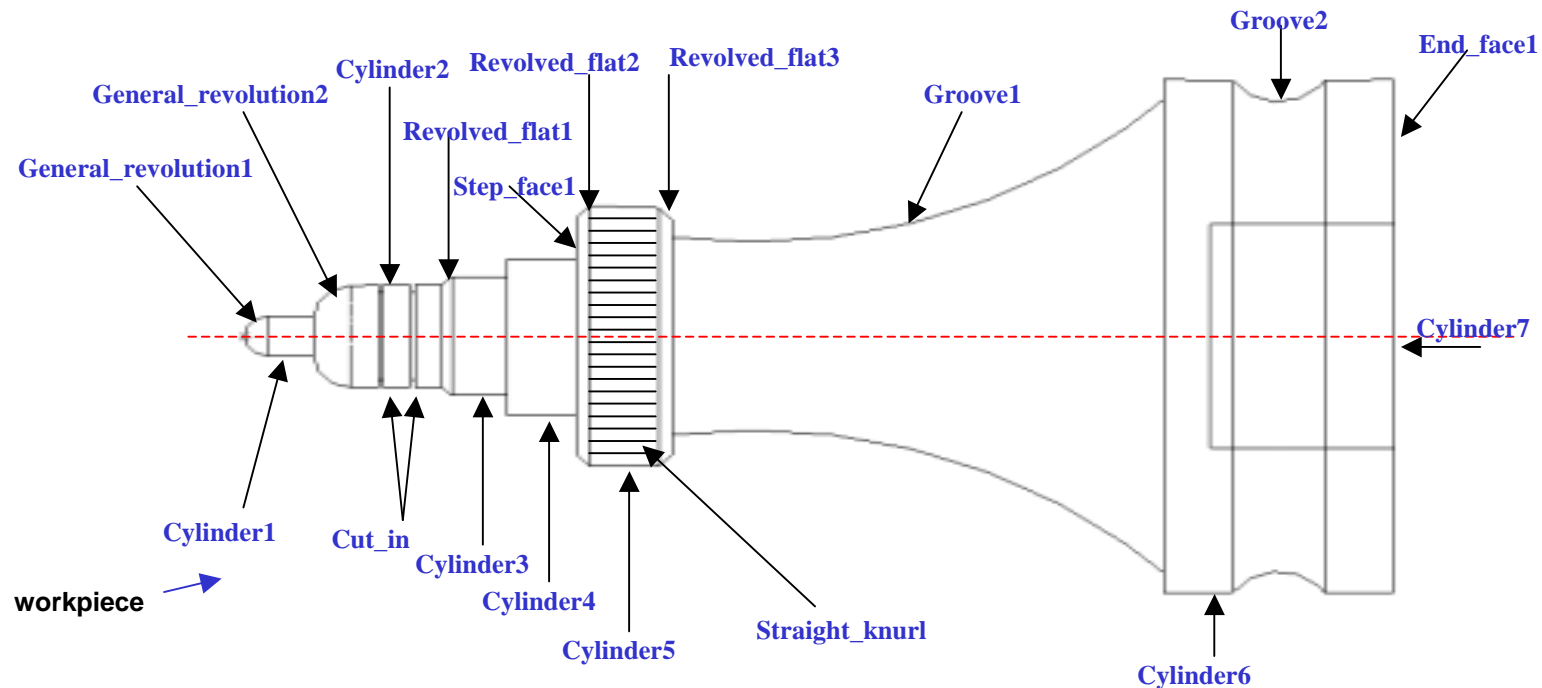 Groove2
End_face1
Revolved_flat2
Revolved_flat3
Cylinder2
General_revolution2
Groove1
Revolved_flat1
General_revolution1
Step_face1
Cylinder7
Cylinder1
Cut_in
Cylinder3
workpiece
Cylinder4
Straight_knurl
Cylinder5
Cylinder6